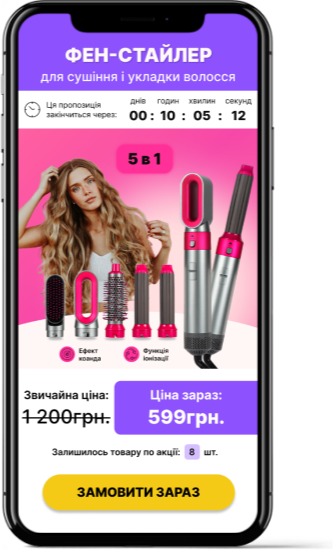 ФЕН-СТАЙЛЕР
для сушіння і укладки волосся
Ця пропозиція
закінчиться через:
днів годин хвилин секунд
00 : 10 : 05 : 12
5 в 1
Ефект
коанда
Функція
іонізації
Звичайна ціна:
1 200грн.
Ціна зараз:
599грн.
Залишилось товару по акції: 8 шт.
ЗАМОВИТИ ЗАРАЗ